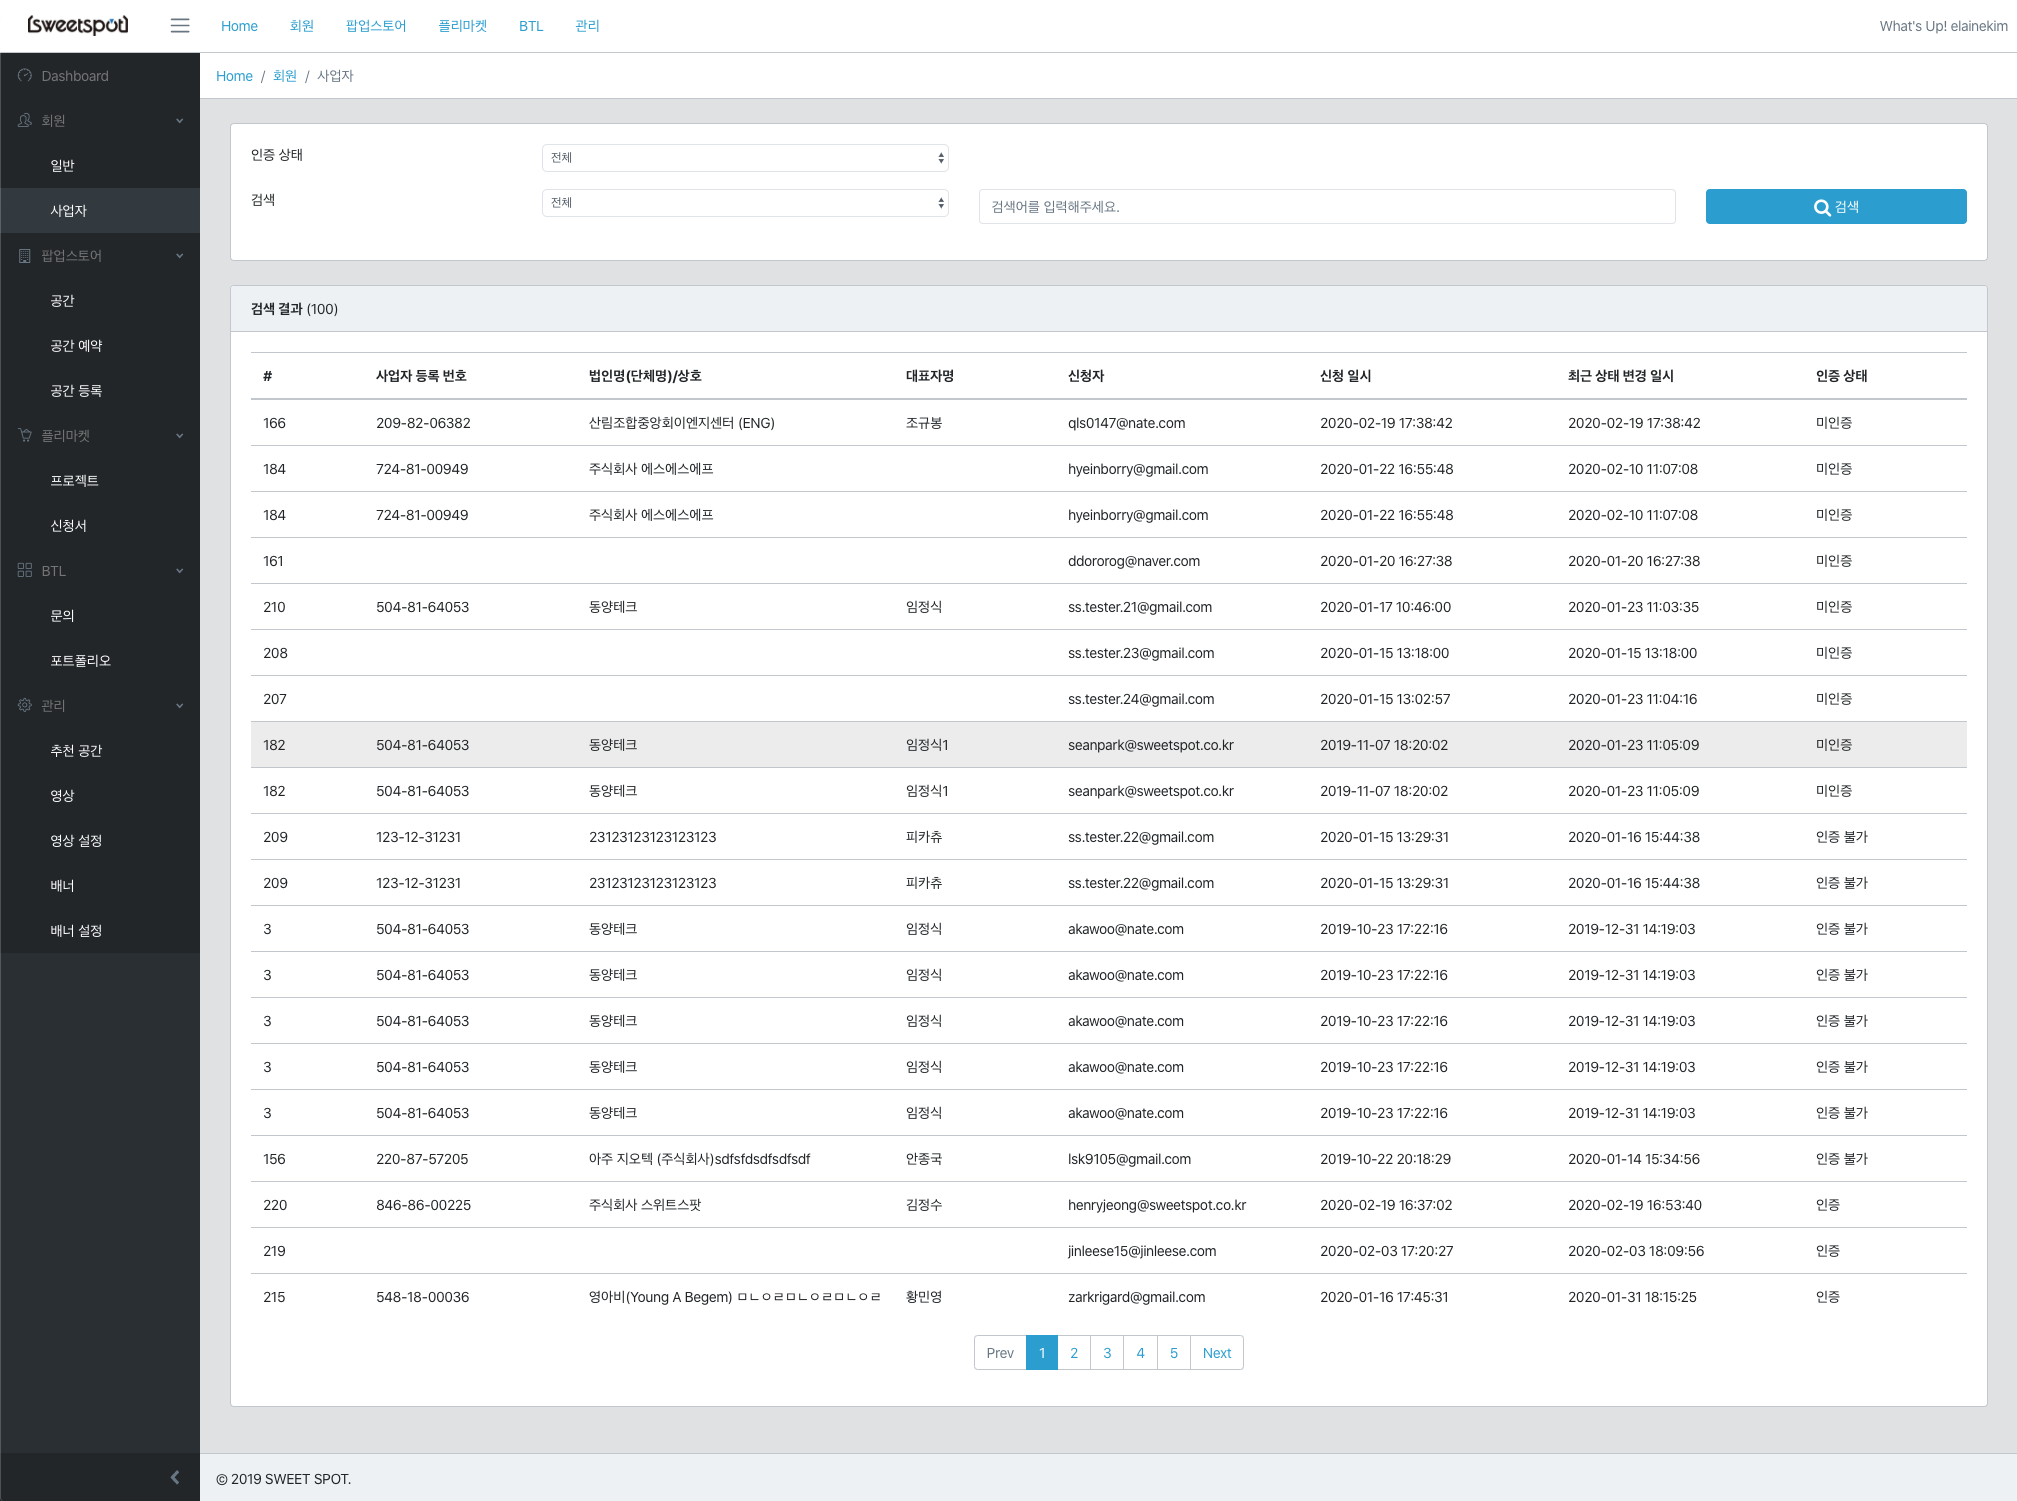 (sweetspot) Home 회원 팝업스토어 플리마켓 BTL 관리 What's Up! elainekim
Dashboard
회원
일반
사업자
팝업스토어
공간
공간 예약
공간 등록
플리마켓
프로젝트
신청서
BTL
문의
포트폴리오
관리
추천 공간
영상
영상 설정
배너
배너 설정
Home / 회원 / 사업자
인증 상태 전체
검색 전체 검색어를 입력해주세요. 검색
검색 결과 (100)
# 사업자 등록 번호 법인명(단체명)/상호 대표자명 신청자 신청 일시 최근 상태 변경 일시 인증 상태
166 209-82-06382 산림조합중앙회이엔지센터 (ENG) 조규봉 qls0147@nate.com 2020-02-19 17:38:42 2020-02-19 17:38:42 미인증
184 724-81-00949 주식회사 에스에스에프 hyeinborry@gmail.com 2020-01-22 16:55:48 2020-02-10 11:07:08 미인증
184 724-81-00949 주식회사 에스에스에프 hyeinborry@gmail.com 2020-01-22 16:55:48 2020-02-10 11:07:08 미인증
161 ddororog@naver.com 2020-01-20 16:27:38 2020-01-20 16:27:38 미인증
210 504-81-64053 동양테크 임정식 ss.tester.21@gmail.com 2020-01-17 10:46:00 2020-01-23 11:03:35 미인증
208 ss.tester.23@gmail.com 2020-01-15 13:18:00 2020-01-15 13:18:00 미인증
207 ss.tester.24@gmail.com 2020-01-15 13:02:57 2020-01-23 11:04:16 미인증
182 504-81-64053 동양테크 임정식1 seanpark@sweetspot.co.kr 2019-11-07 18:20:02 2020-01-23 11:05:09 미인증
182 504-81-64053 동양테크 임정식1 seanpark@sweetspot.co.kr 2019-11-07 18:20:02 2020-01-23 11:05:09 미인증
209 123-12-31231 23123123123123123 피카츄 ss.tester.22@gmail.com 2020-01-15 13:29:31 2020-01-16 15:44:38 인증 불가
209 123-12-31231 23123123123123123 피카츄 ss.tester.22@gmail.com 2020-01-15 13:29:31 2020-01-16 15:44:38 인증 불가
3 504-81-64053 동양테크 임정식 akawoo@nate.com 2019-10-23 17:22:16 2019-12-31 14:19:03 인증 불가
3 504-81-64053 동양테크 임정식 akawoo@nate.com 2019-10-23 17:22:16 2019-12-31 14:19:03 인증 불가
3 504-81-64053 동양테크 임정식 akawoo@nate.com 2019-10-23 17:22:16 2019-12-31 14:19:03 인증 불가
3 504-81-64053 동양테크 임정식 akawoo@nate.com 2019-10-23 17:22:16 2019-12-31 14:19:03 인증 불가
3 504-81-64053 동양테크 임정식 akawoo@nate.com 2019-10-23 17:22:16 2019-12-31 14:19:03 인증 불가
156 220-87-57205 아주 지오텍 (주식회사)sdfsfdsdfsdfsdf 안종국 lsk9105@gmail.com 2019-10-22 20:18:29 2020-01-14 15:34:56 인증 불가
220 846-86-00225 주식회사 스위트스팟 김정수 henryjeong@sweetspot.co.kr 2020-02-19 16:37:02 2020-02-19 16:53:40 인증
219 jinleese15@jinleese.com 2020-02-03 17:20:27 2020-02-03 18:09:56 인증
215 548-18-00036 영아비(Young A Begem) ㅁㄴㅇㄹㅁㄴㅇㄹㅁㄴㅇㄹ 황민영 zarkrigard@gmail.com 2020-01-16 17:45:31 2020-01-31 18:15:25 인증
Prev 1 2 3 4 5 Next
© 2019 SWEET SPOT.